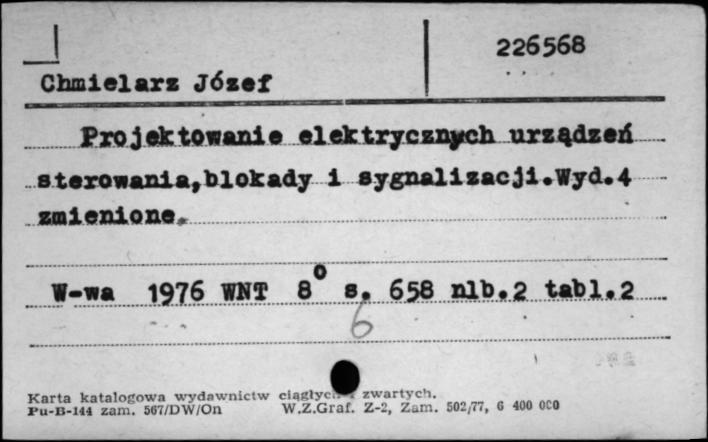 226568
Chmielarz Józef
Projektowanie elektrycznych urządzeń
sterowania,blokady i sygnalizacji.Wyd.4
zmienione.
W-wa 1976 WNT 8° s. 658 nlb.2 tabl.2
6
Karta katalogowa wydawnictw ciągłych i zwartych.
Pu-B-144 zam. 567/DW/On W.Z.Graf. Z-2, Zam. 502/77, 6 400 000